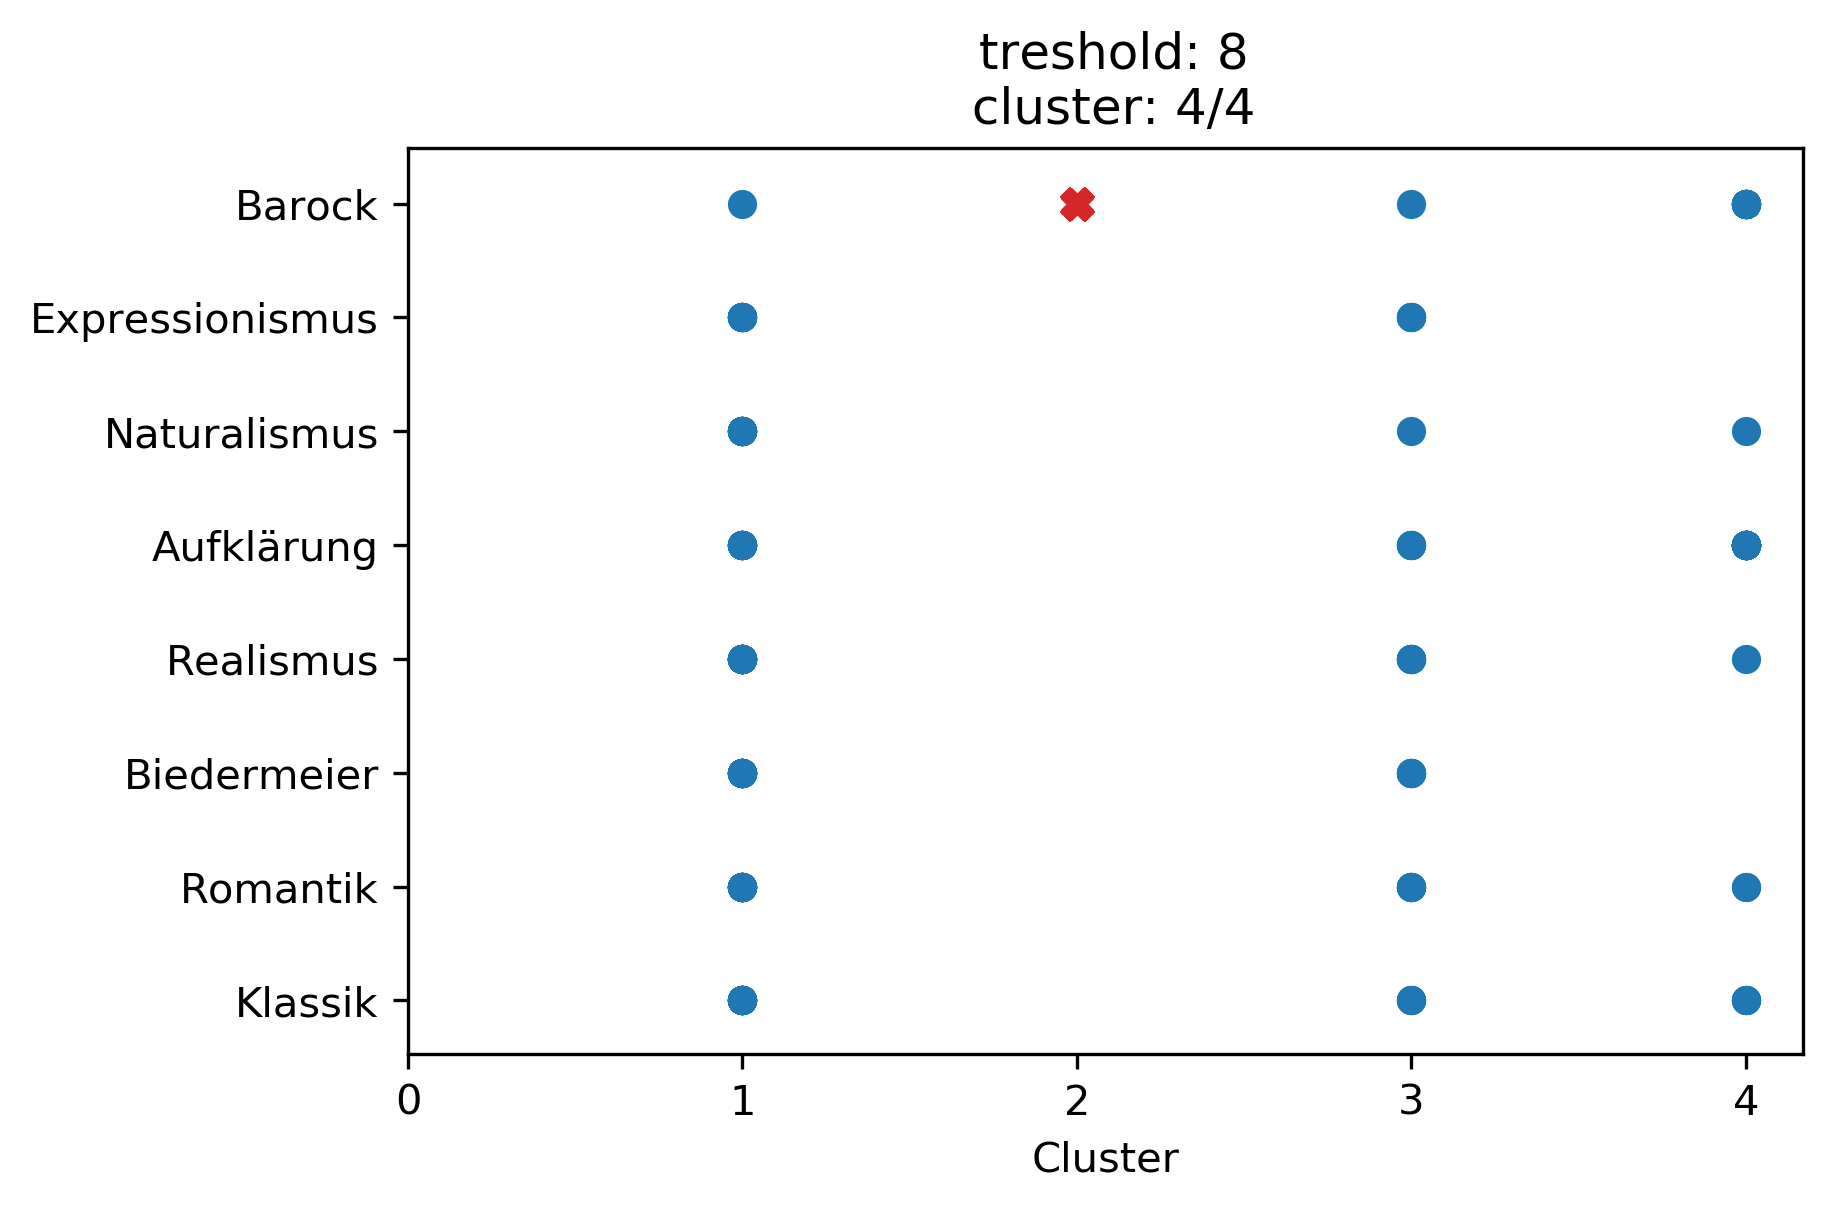 treshold: 8
cluster: 4/4
Barock
Expressionismus
Naturalismus
Aufklärung
Realismus
Biedermeier
Romantik
Klassik
0 1 2 3 4
Cluster